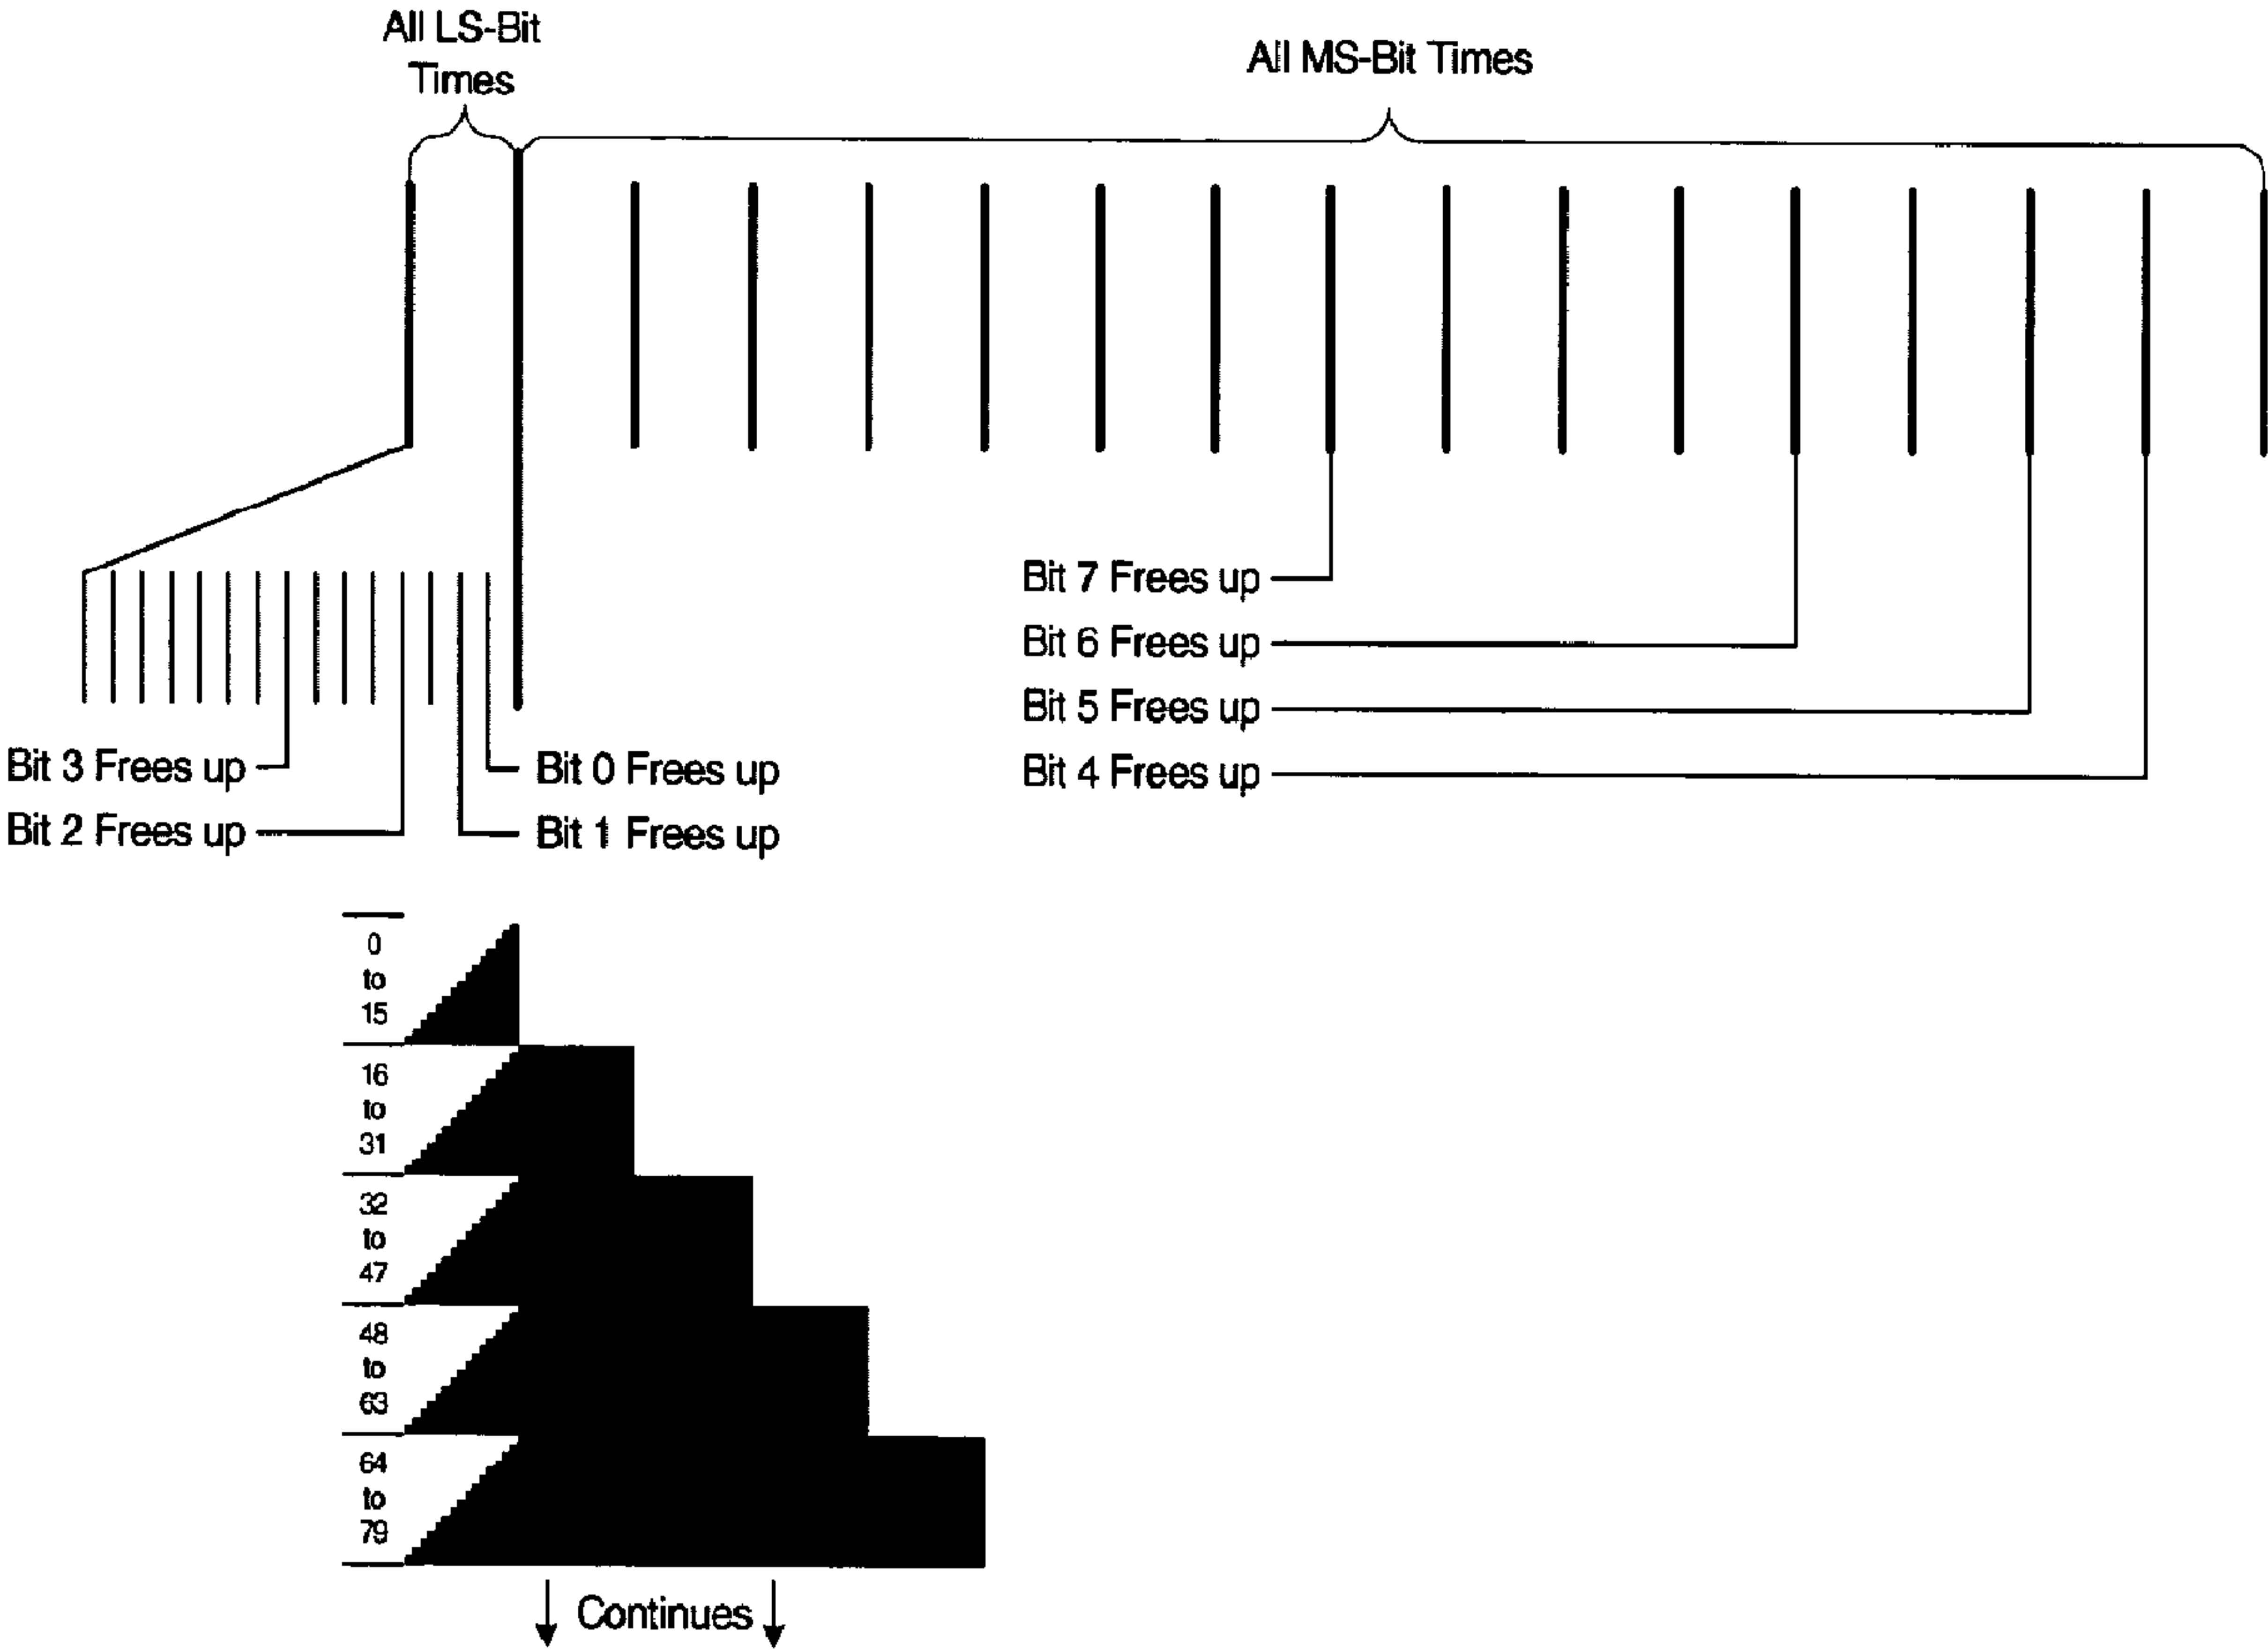 All LS-Bit
Times
All MS-Bit Times
Bit 7 Frees up
Bit 6 Frees up
Bit 5 Frees up
Bit 4 Frees up
Bit 3 Frees up
Bit 0 Frees up
Bit 2 Frees up
Bit 1 Frees up
0
to
15
16
to
31
32
to
47
48
to
63
64
to
79
Continues